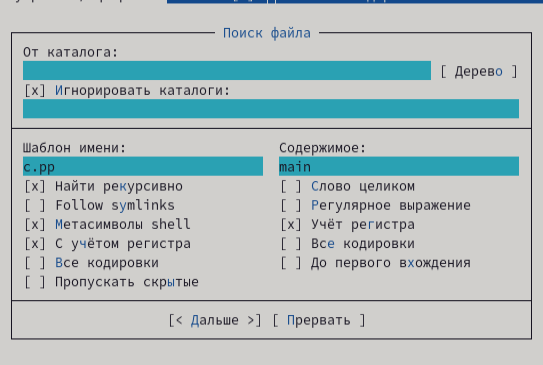 Поиск файла
От каталога:
[ Дерево ]
[x] Игнорировать каталоги:
Шаблон имени:
Содержимое:
c.pp
main
[x] Найти рекурсивно
[ ] Слово целиком
[ ] Follow symlinks
[ ] Регулярное выражение
[x] Метасимволы shell
[x] Учёт регистра
[x] С учётом регистра
[ ] Все кодировки
[ ] Все кодировки
[ ] До первого вхождения
[ ] Пропускать скрытые
[< Дальше >] [ Прервать ]